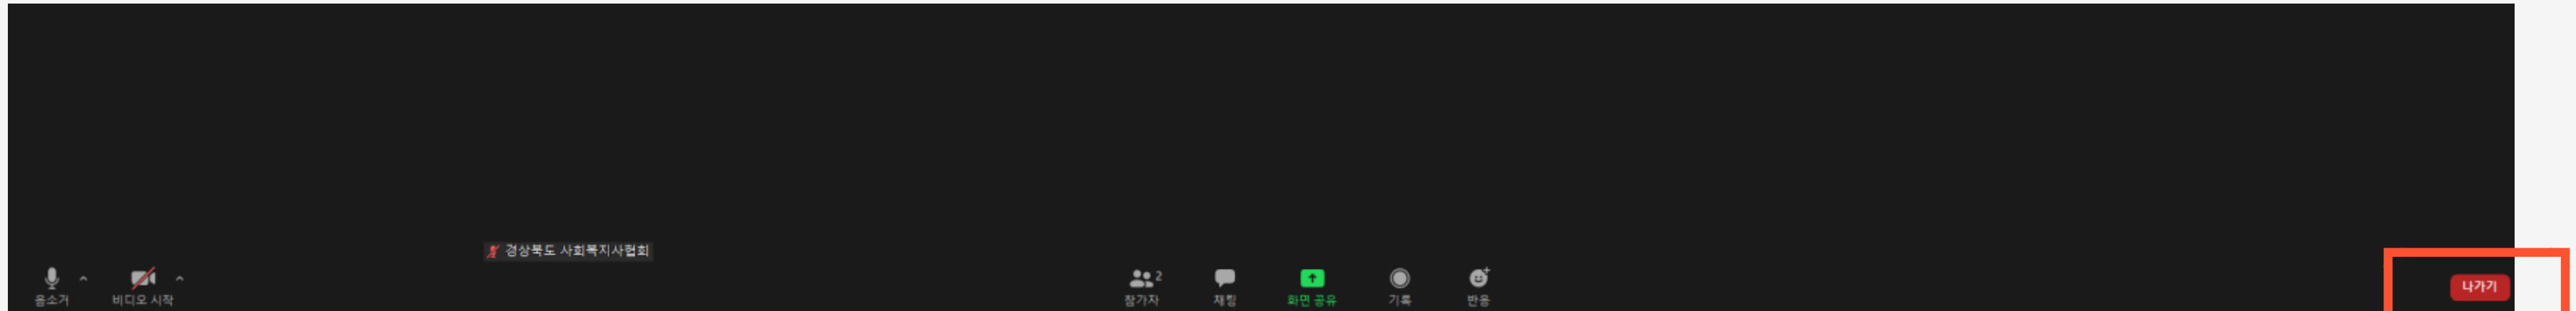 경상북도 사회복지사협회
음소거 비디오 시작 참가자 2 채팅 화면 공유 기록 반응 나가기